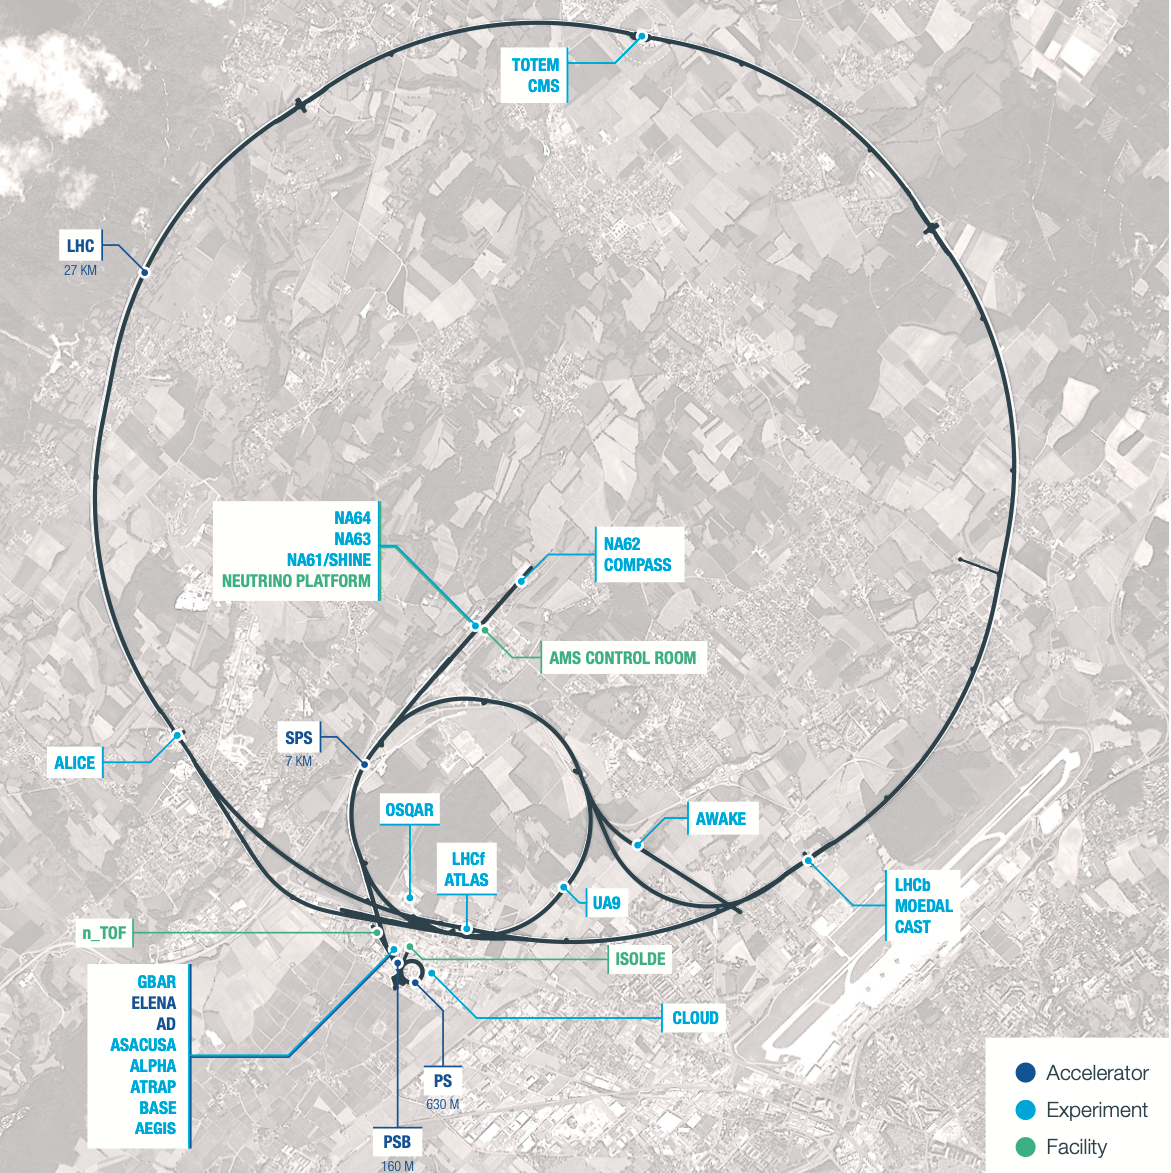 TOTEM
CMS
LHC
27 KM
NA64
NA63
NA61/SHINE
NEUTRINO PLATFORM
NA62
COMPASS
AMS CONTROL ROOM
SPS
7 KM
ALICE
OSQAR
AWAKE
LHCf
ATLAS
UA9
LHCb
MOEDAL
CAST
n_TOF
ISOLDE
GBAR
ELENA
AD
ASACUSA
ALPHA
ATRAP
BASE
AEGIS
CLOUD
PS
630 M
PSB
160 M
Accelerator
Experiment
Facility